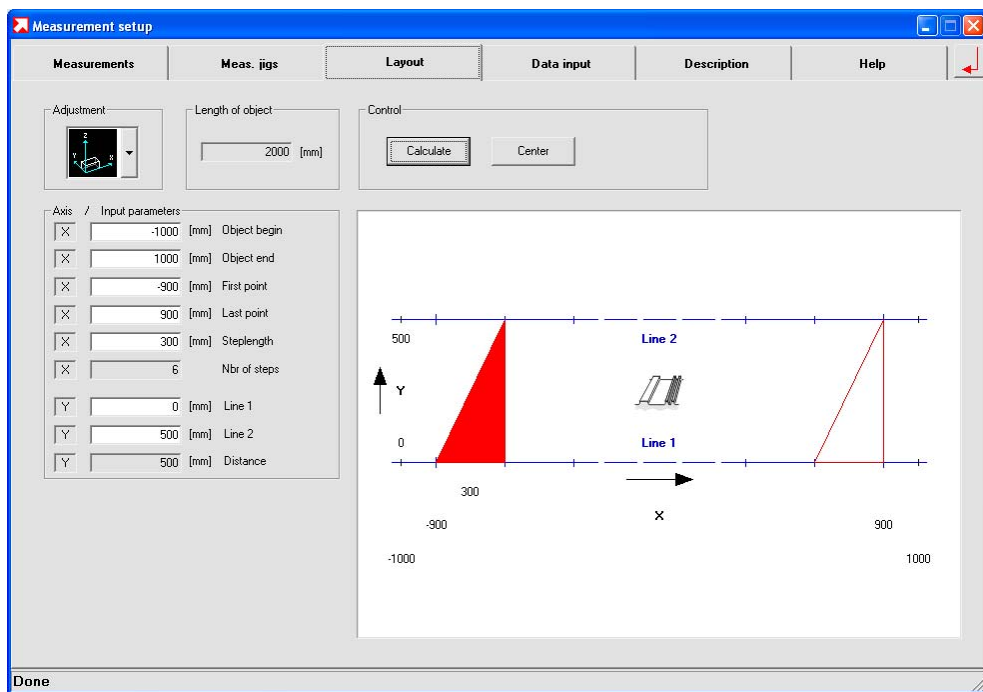 Measurement setup
Measurements
Meas. jigs
Layout
Data input
Description
Help
Adjustment
Z
Y
X
Length of object
2000 [mm]
Control
Calculate
Center
Axis / Input parameters
X -1000 [mm] Object begin
X 1000 [mm] Object end
X -900 [mm] First point
X 900 [mm] Last point
X 300 [mm] Steplength
X 6 Nbr of steps
Y 0 [mm] Line 1
Y 500 [mm] Line 2
Y 500 [mm] Distance
500
Line 2
Y
0
Line 1
300
X
-900
900
-1000
1000
Done